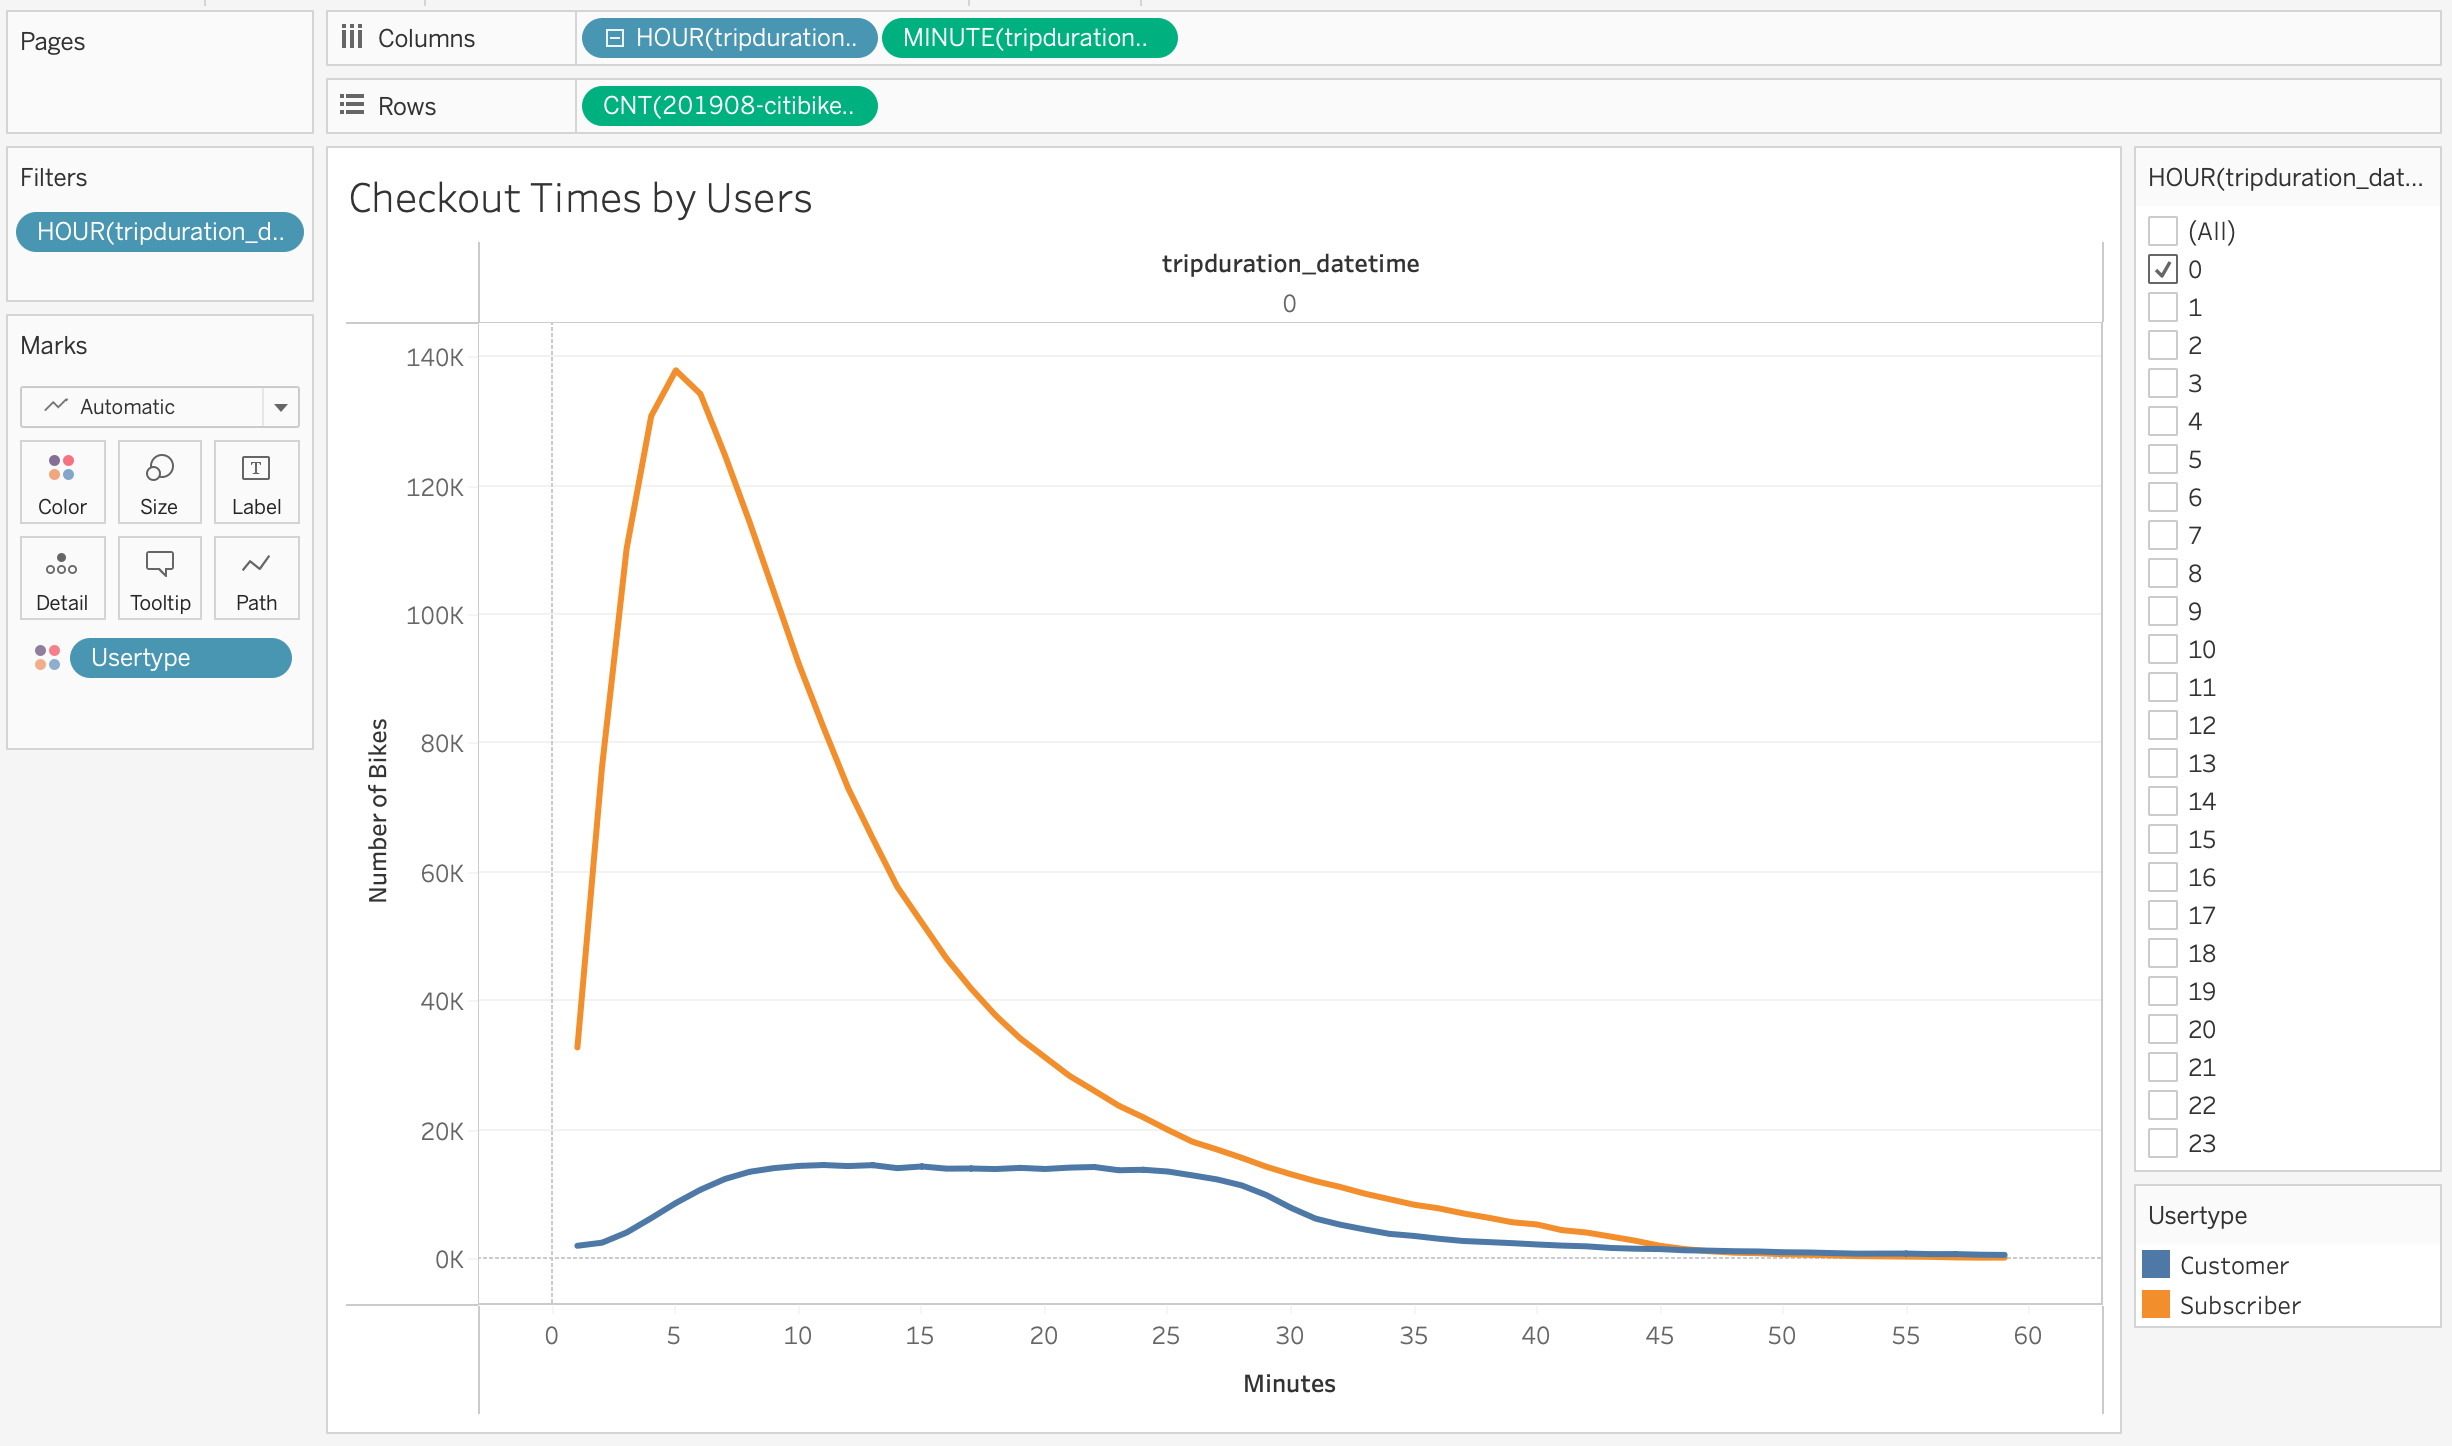 Pages
Columns
HOUR(tripduration..
MINUTE(tripduration..
Rows
CNT(201908-citibike..
Filters
HOUR(tripduration_d..
Marks
Automatic
Color
Size
Label
Detail
Tooltip
Path
Usertype
Checkout Times by Users
tripduration_datetime
0
140K
120K
100K
80K
60K
40K
20K
0K
Number of Bikes
0 5 10 15 20 25 30 35 40 45 50 55 60
Minutes
HOUR(tripduration_dat...
(All)
0
1
2
3
4
5
6
7
8
9
10
11
12
13
14
15
16
17
18
19
20
21
22
23
Usertype
Customer
Subscriber